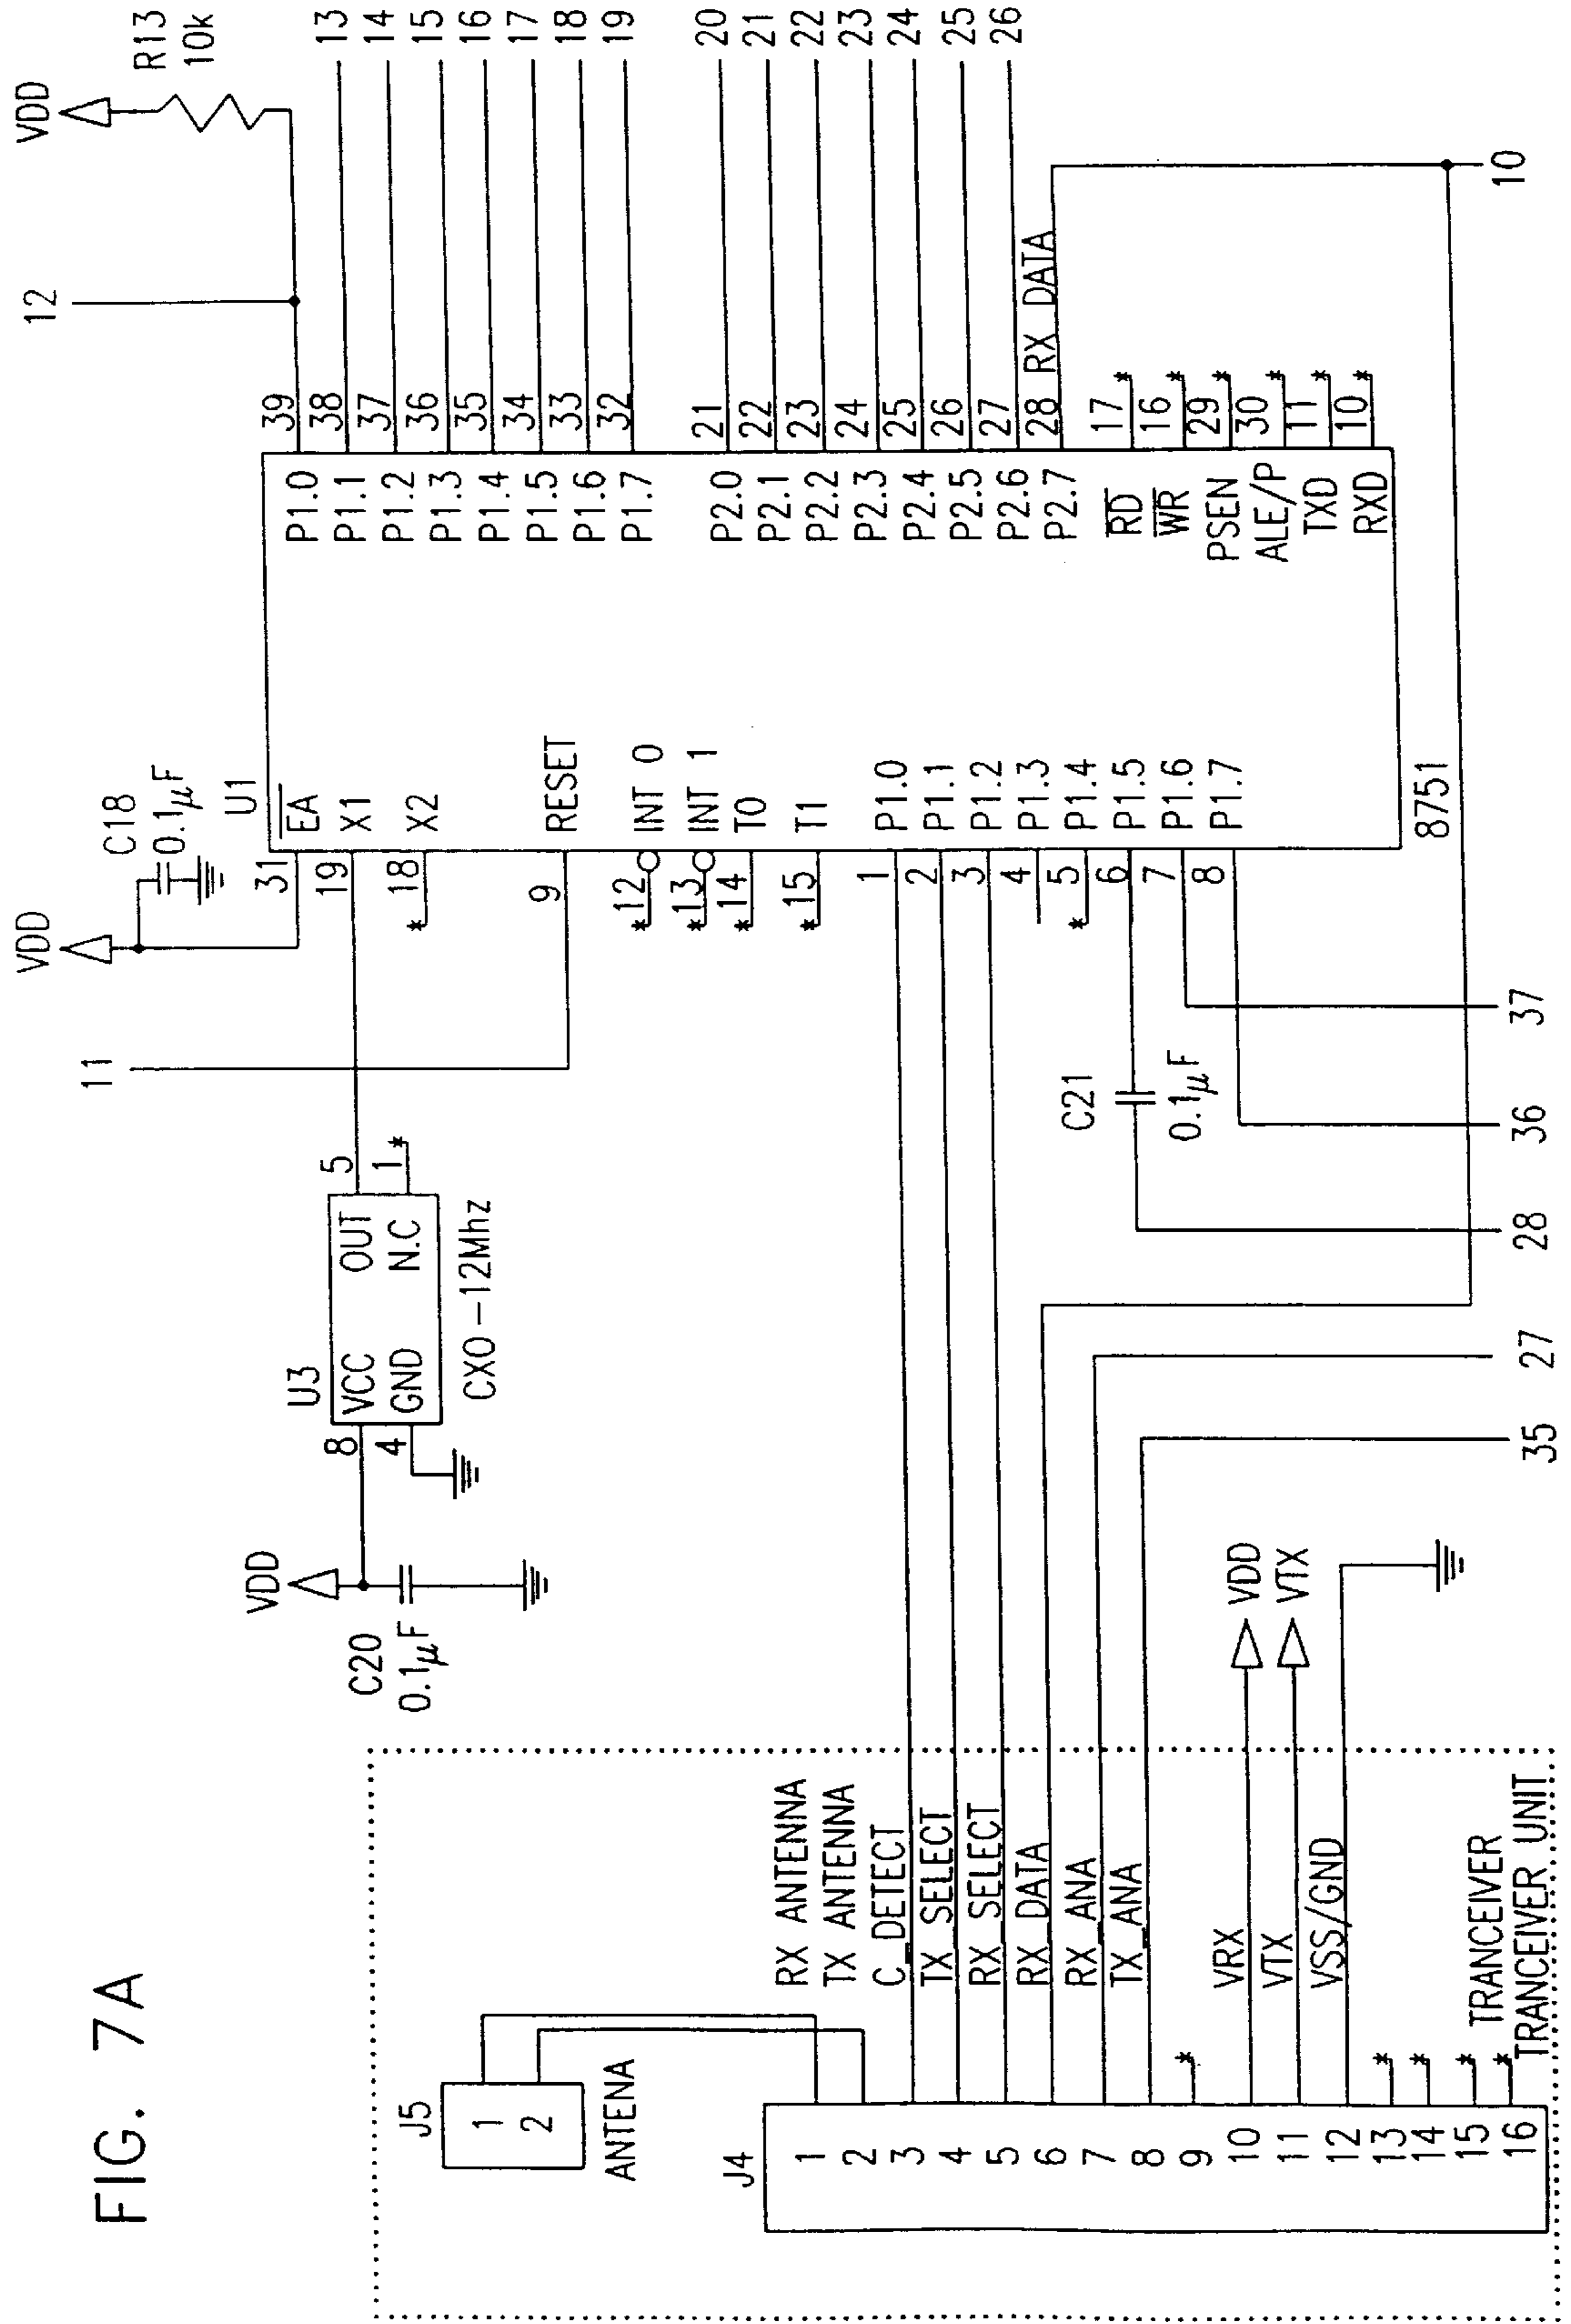 FIG. 7A
J5
1
2
ANTENA
J4
1
2
3
4
5
6
7
8
9
10
11
12
13
14
15
16
RX ANTENNA
TX ANTENNA
C_DETECT
TX_SELECT
RX_SELECT
RX_DATA
RX_ANA
TX_ANA
*
VRX
VTX
VSS/GND
*
*
*
*
TRANCEIVER
TRANCEIVER UNIT
VDD
VTX
VDD
C20
0.1μF
U3
8
VCC
OUT
5
4
GND
N.C
1
*
CXO-12Mhz
35
27
28
36
37
11
C21
0.1μF
VDD
C18
0.1μF
U1
31
EA
19
X1
*18
X2
9
RESET
*12
INT 0
*13
INT 1
*14
T0
*15
T1
1
P1.0
2
P1.1
3
P1.2
4
P1.3
*5
P1.4
6
P1.5
7
P1.6
8
P1.7
8751
P1.0
39
P1.1
38
13
P1.2
37
14
P1.3
36
15
P1.4
35
16
P1.5
34
17
P1.6
33
18
P1.7
32
19
P2.0
21
20
P2.1
22
21
P2.2
23
22
P2.3
24
23
P2.4
25
24
P2.5
26
25
P2.6
27
26
P2.7
28
RX DATA
RD
17
*
WR
16
*
PSEN
29
*
ALE/P
30
*
TXD
11
*
RXD
10
*
12
VDD
R13
10k
10